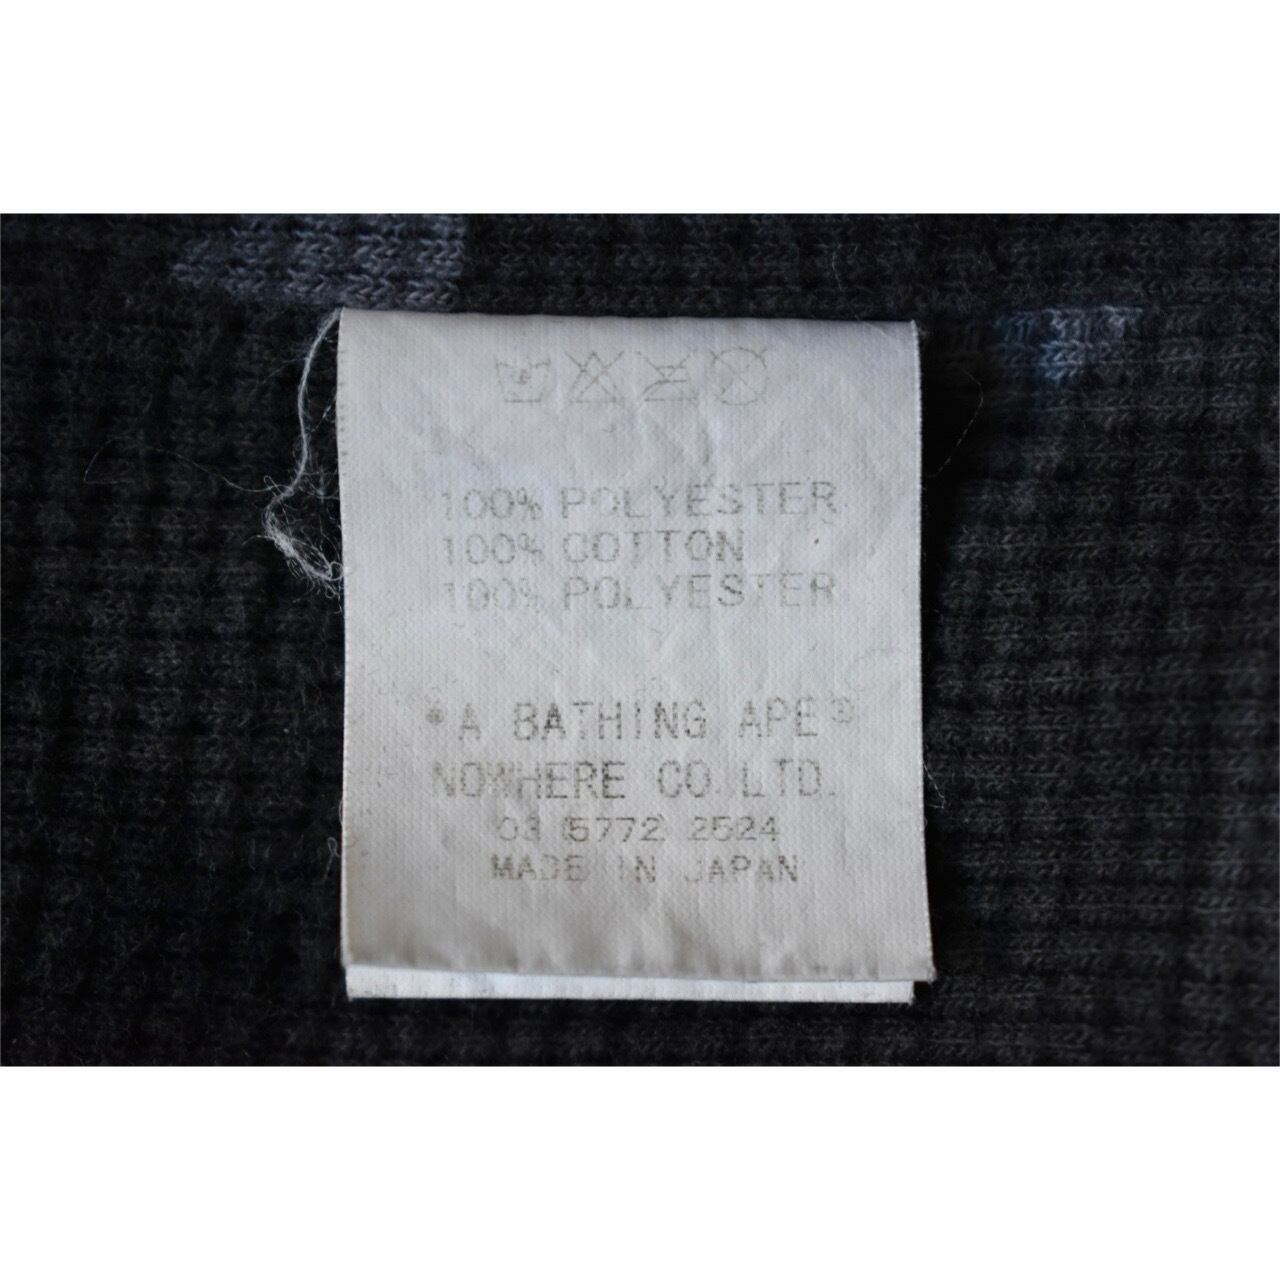 100% POLYESTER
100% COTTON
100% POLYESTER
*A BATHING APE®
NOWHERE CO. LTD.
03 5772 2524
MADE IN JAPAN